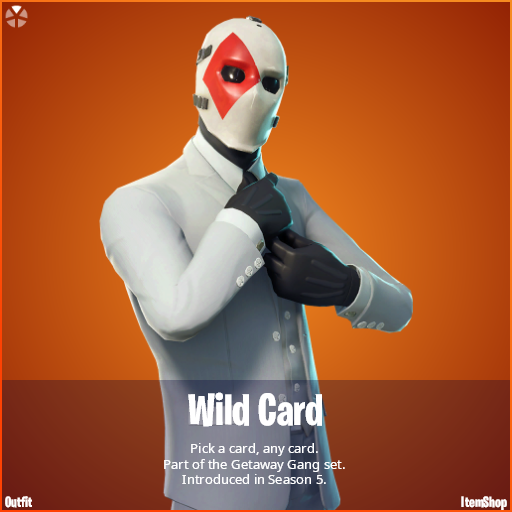 Wild Card
Pick a card, any card.
Part of the Getaway Gang set.
Introduced in Season 5.
Outfit
ItemShop